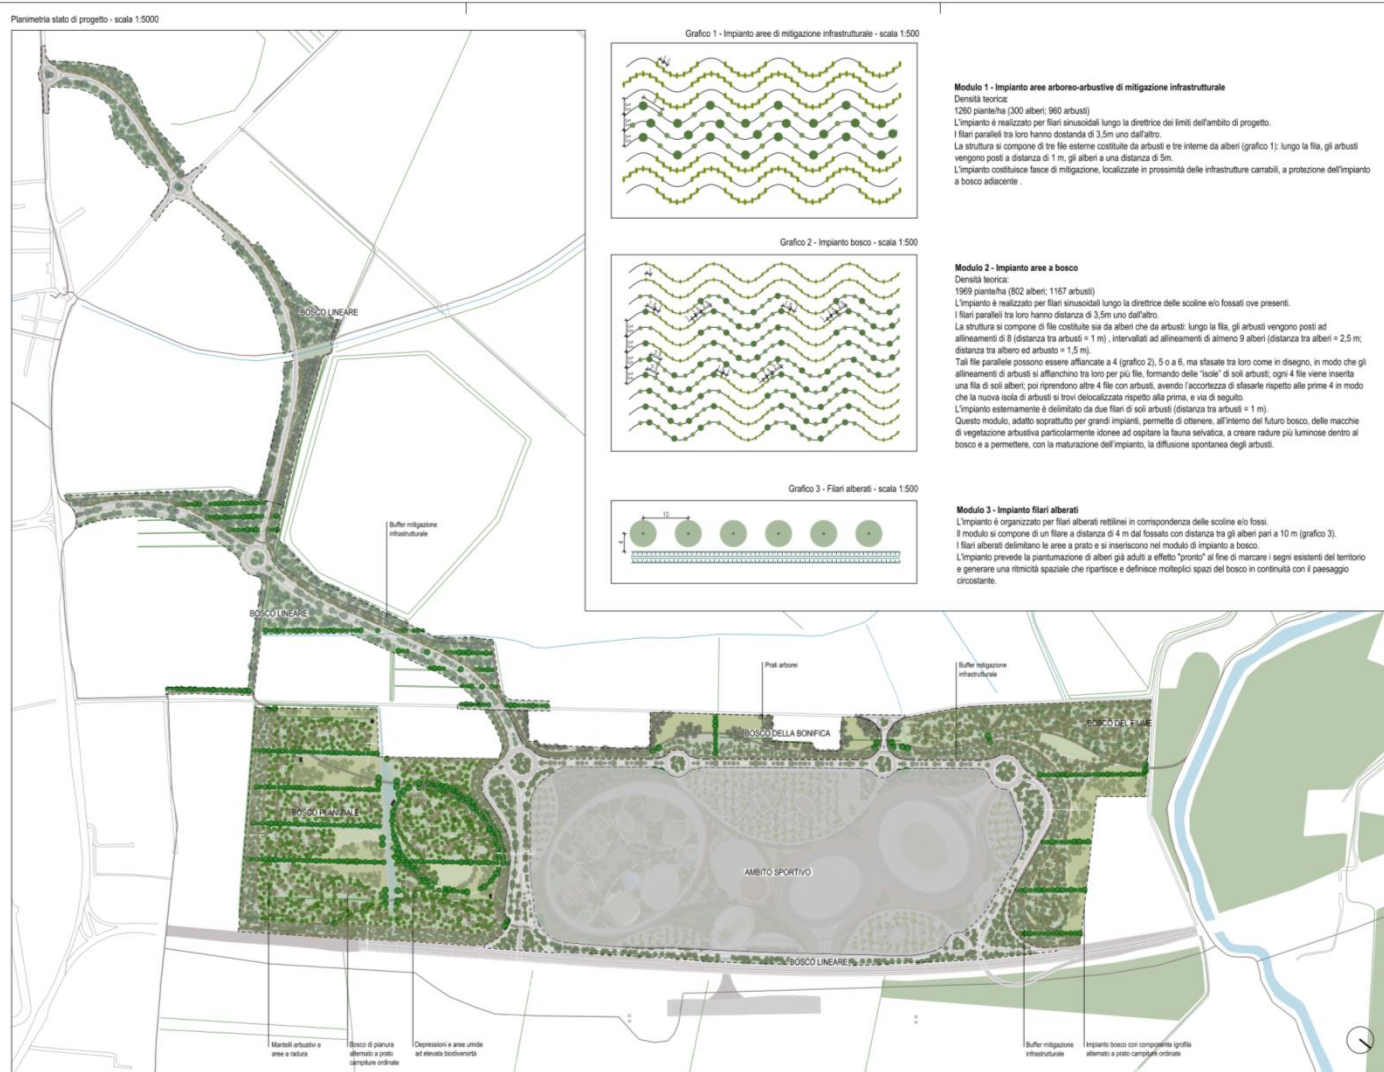 Planimetria stato di progetto - scala 1:5000
Grafico 1 - Impianto aree di mitigazione infrastrutturale - scala 1:500
Modulo 1 - Impianto aree arboreo-arbustive di mitigazione infrastrutturale
Densità teorica:
1260 piante/ha (300 alberi; 960 arbusti)
L'impianto è realizzato per filari sinusoidali lungo la direttrice dei limiti dell'ambito di progetto.
I filari paralleli tra loro hanno dostanda di 3,5m uno dall'altro.
La struttura si compone di tre file esterne costituite da arbusti e tre interne da alberi (grafico 1): lungo la fila, gli arbusti
vengono posti a distanza di 1 m, gli alberi a una distanza di 5m.
L'impianto costituisce fasce di mitigazione, localizzate in prossimità delle infrastrutture carrabili, a protezione dell'impianto
a bosco adiacente .
Grafico 2 - Impianto bosco - scala 1:500
Modulo 2 - Impianto aree a bosco
Densità teorica:
1969 piante/ha (802 alberi; 1167 arbusti)
L'impianto è realizzato per filari sinusoidali lungo la direttrice delle scoline e/o fossati ove presenti.
I filari paralleli tra loro hanno distanza di 3,5m uno dall'altro.
La struttura si compone di file costituite sia da alberi che da arbusti: lungo la fila, gli arbusti vengono posti ad
allineamenti di 8 (distanza tra arbusti = 1 m) , intervallati ad allineamenti di almeno 9 alberi (distanza tra alberi = 2,5 m;
distanza tra albero ed arbusto = 1,5 m).
Tali file parallele possono essere affiancate a 4 (grafico 2), 5 o a 6, ma sfasate tra loro come in disegno, in modo che gli
allineamenti di arbusti si affianchino tra loro per più file, formando delle "isole" di soli arbusti; ogni 4 file viene inserita
una fila di soli alberi; poi riprendono altre 4 file con arbusti, avendo l'accortezza di sfasarle rispetto alle prime 4 in modo
che la nuova isola di arbusti si trovi delocalizzata rispetto alla prima, e via di seguito.
L'impianto esternamente è delimitato da due filari di soli arbusti (distanza tra arbusti = 1 m).
Questo modulo, adatto soprattutto per grandi impianti, permette di ottenere, all'interno del futuro bosco, delle macchie
di vegetazione arbustiva particolarmente idonee ad ospitare la fauna selvatica, a creare radure più luminose dentro al
bosco e a permettere, con la maturazione dell'impianto, la diffusione spontanea degli arbusti.
Grafico 3 - Filari alberati - scala 1:500
10
4
Modulo 3 - Impianto filari alberati
L'impianto è organizzato per filari alberati rettilinei in corrispondenza delle scoline e/o fossi.
Il modulo si compone di un filare a distanza di 4 m dal fossato con distanza tra gli alberi pari a 10 m (grafico 3).
I filari alberati delimitano le aree a prato e si inseriscono nel modulo di impianto a bosco.
L'impianto prevede la piantumazione di alberi già adulti a effetto "pronto" al fine di marcare i segni esistenti del territorio
e generare una ritmicità spaziale che ripartisce e definisce molteplici spazi del bosco in continuità con il paesaggio
circostante.
BOSCO LINEARE
Buffer mitigazione
infrastrutturale
BOSCO LINEARE
Prati arborei
Buffer mitigazione
infrastrutturale
BOSCO DELLA BONIFICA
BOSCO DEL FIUME
BOSCO PLANIZIALE
AMBITO SPORTIVO
BOSCO LINEARE
Mantelli arbustivi e
aree a radura
Bosco di pianura
alternato a prato
campiture ordinate
Depressioni e aree umide
ad elevata biodiversità
Buffer mitigazione
infrastrutturale
Impianto bosco con componente igrofila
alternato a prato campiture ordinate